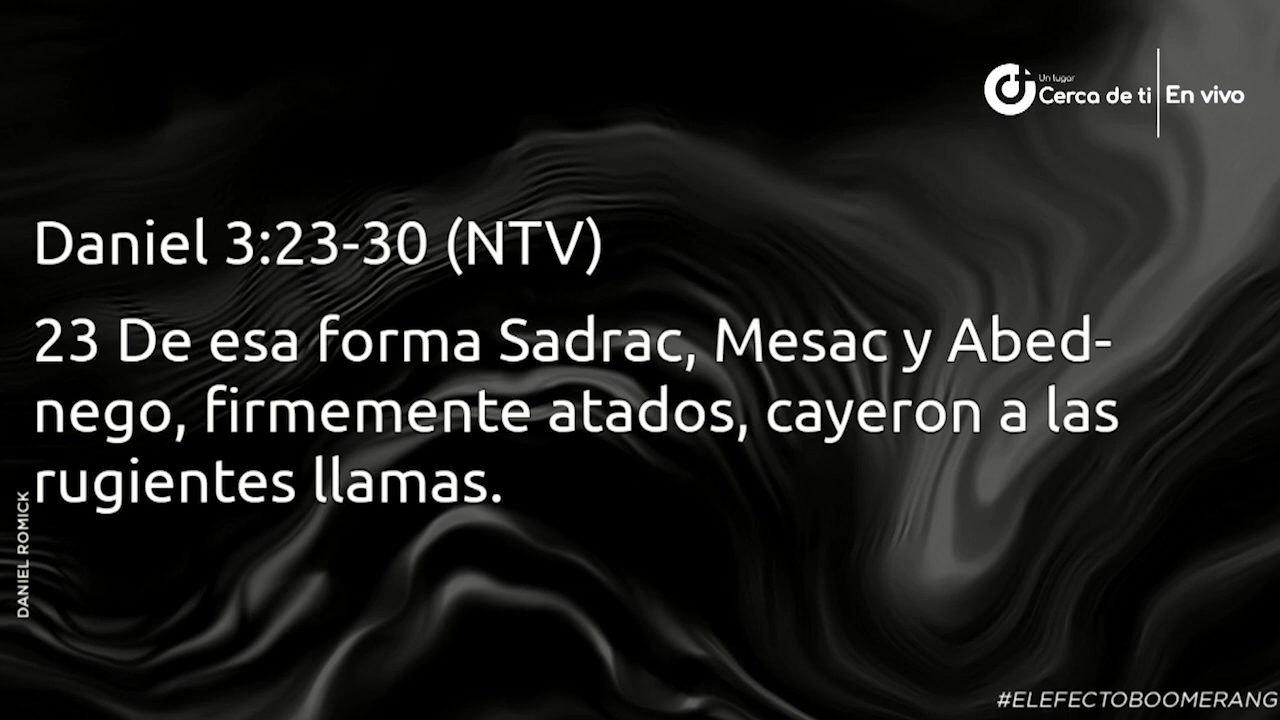 Un lugar
Cerca de ti
En vivo
Daniel 3:23-30 (NTV)
23 De esa forma Sadrac, Mesac y Abed-
nego, firmemente atados, cayeron a las
rugientes llamas.
DANIEL ROMICK
#ELEFECTOBOOMERANG